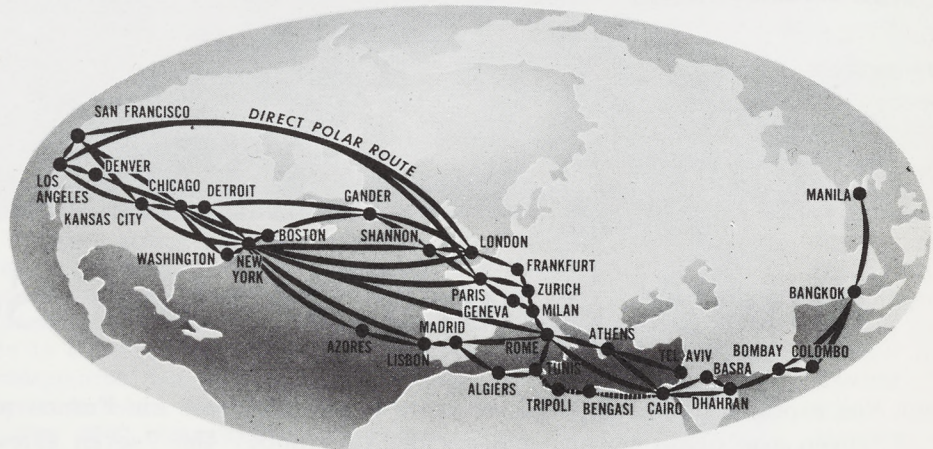 SAN FRANCISCO
DIRECT POLAR ROUTE
DENVER
LOS
ANGELES
CHICAGO
DETROIT
GANDER
MANILA
KANSAS CITY
BOSTON
SHANNON
LONDON
WASHINGTON
NEW
YORK
FRANKFURT
PARIS
ZURICH
BANGKOK
GENEVA
MILAN
AZORES
MADRID
LISBON
ROME
ATHENS
TEL AVIV
BOMBAY
COLOMBO
BASRA
ALGIERS
TUNIS
TRIPOLI
BENGASI
CAIRO
DHAHRAN